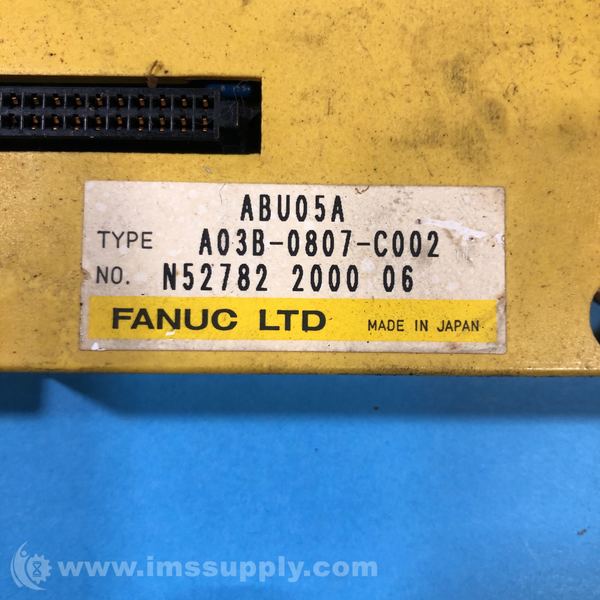 ABU05A
TYPE A03B-0807-C002
NO. N52782 2000 06
FANUC LTD MADE IN JAPAN
www.imssupply.com